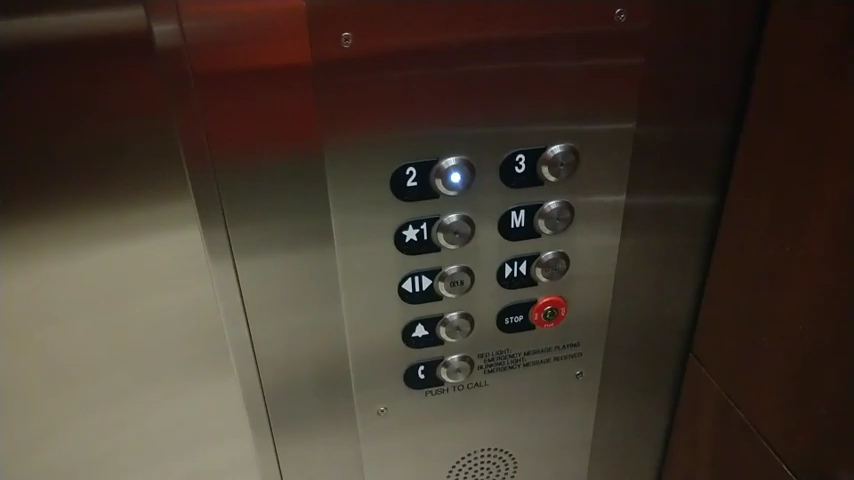 2 3
★1 M
STOP
RED LIGHT:
EMERGENCY MESSAGE PLAYING
BLINKING LIGHT:
EMERGENCY MESSAGE RECEIVED
PUSH TO CALL